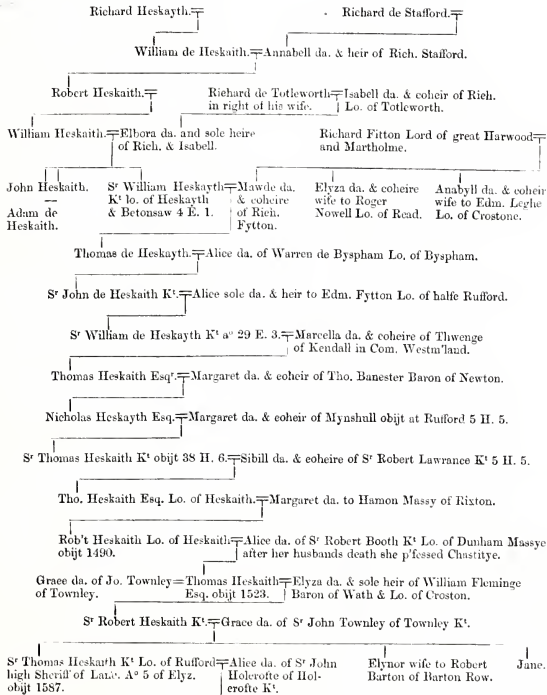 Richard Heskayth. Richard de Stafford.
William de Heskaith. Annabell da. & heir of Rich. Stafford.
Robert Heskaith. Richard de Totleworth Isabell da. & coheir of Rich.
in right of his wife. Lo. of Totleworth.
William Heskaith. Elbora da. and sole heire Richard Fitton Lord of great Harwood
of Rich. & Isabell. and Martholme.
John Heskaith. Sr William Heskayth Mawde da. Elyza da. & coheire Anabyll da. & coheir
— Kt lo. of Heskayth & coheire wife to Roger wife to Edm. Leghe
Adam de & Betonsaw 4 E. 1. of Rich. Nowell Lo. of Read. Lo. of Crostone.
Heskaith. Fytton.
Thomas de Heskayth. Alice da. of Warren de Byspham Lo. of Byspham.
Sr John de Heskaith Kt. Alice sole da. & heir to Edm. Fytton Lo. of halfe Rufford.
Sr William de Heskayth Kt ao 29 E. 3. Marcella da. & coheire of Thwenge
of Kendall in Com. Westm'land.
Thomas Heskaith Esqr. Margaret da. & coheir of Tho. Banester Baron of Newton.
Nicholas Heskayth Esq. Margaret da. & coheir of Mynshull obijt at Rufford 5 H. 5.
Sr Thomas Heskaith Kt obijt 38 H. 6. Sibill da. & coheire of Sr Robert Lawrance Kt 5 H. 5.
Tho. Heskaith Esq. Lo. of Heskaith. Margaret da. to Hamon Massy of Rixton.
Rob't Heskaith Lo. of Heskaith Alice da. of Sr Robert Booth Kt Lo. of Dunham Massye
obijt 1490. after her husbands death she p'fessed Chastitye.
Grace da. of Jo. Townley = Thomas Heskaith Elyza da. & sole heir of William Fleminge
of Townley. Esq. obijt 1523. Baron of Wath & Lo. of Croston.
Sr Robert Heskaith Kt. Grace da. of Sr John Townley of Townley Kt.
Sr Thomas Heskaith Kt Lo. of Rufford Alice da. of Sr John Elynor wife to Robert Jane.
high Sheriff of Lanc. Ao 5 of Elyz. Holcrofte of Hol- Barton of Barton Row.
obijt 1587. crofte Kt.